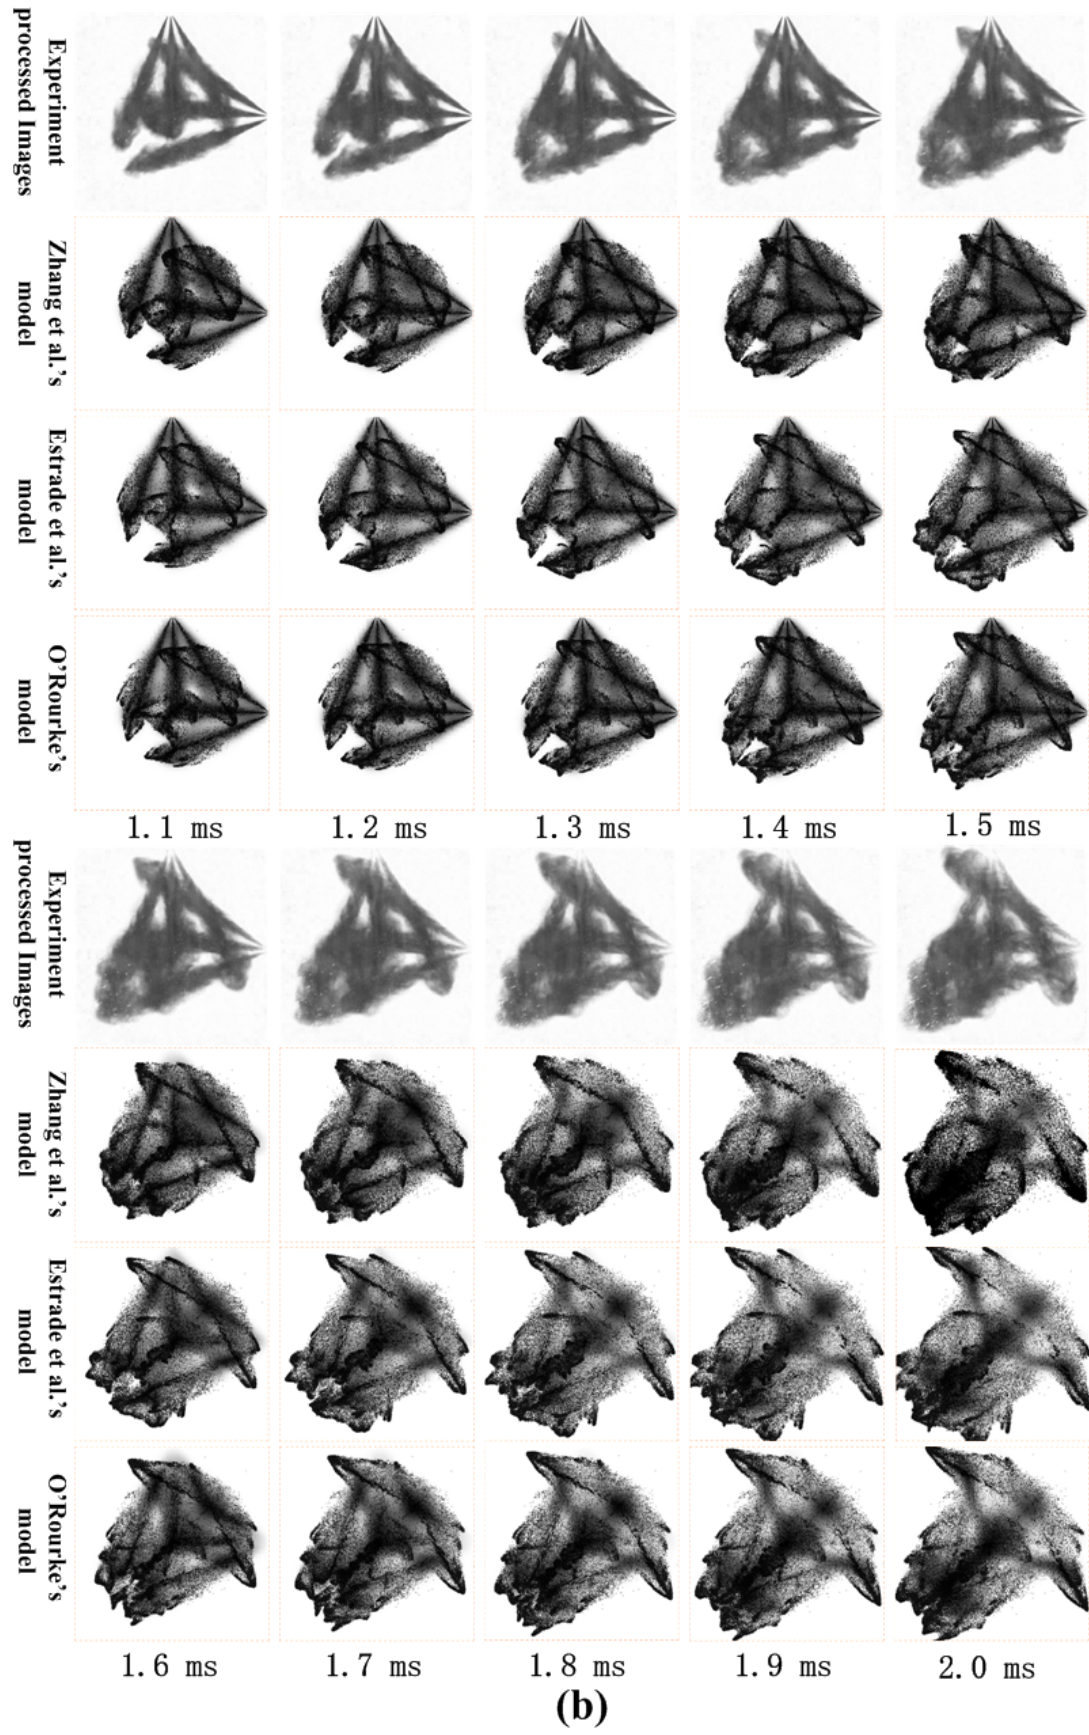 Experiment
processed Images
Zhang et al.'s
model
Estrade et al.'s
model
O'Rourke's
model
1.1 ms
1.2 ms
1.3 ms
1.4 ms
1.5 ms
Experiment
processed Images
Zhang et al.'s
model
Estrade et al.'s
model
O'Rourke's
model
1.6 ms
1.7 ms
1.8 ms
1.9 ms
2.0 ms
(b)